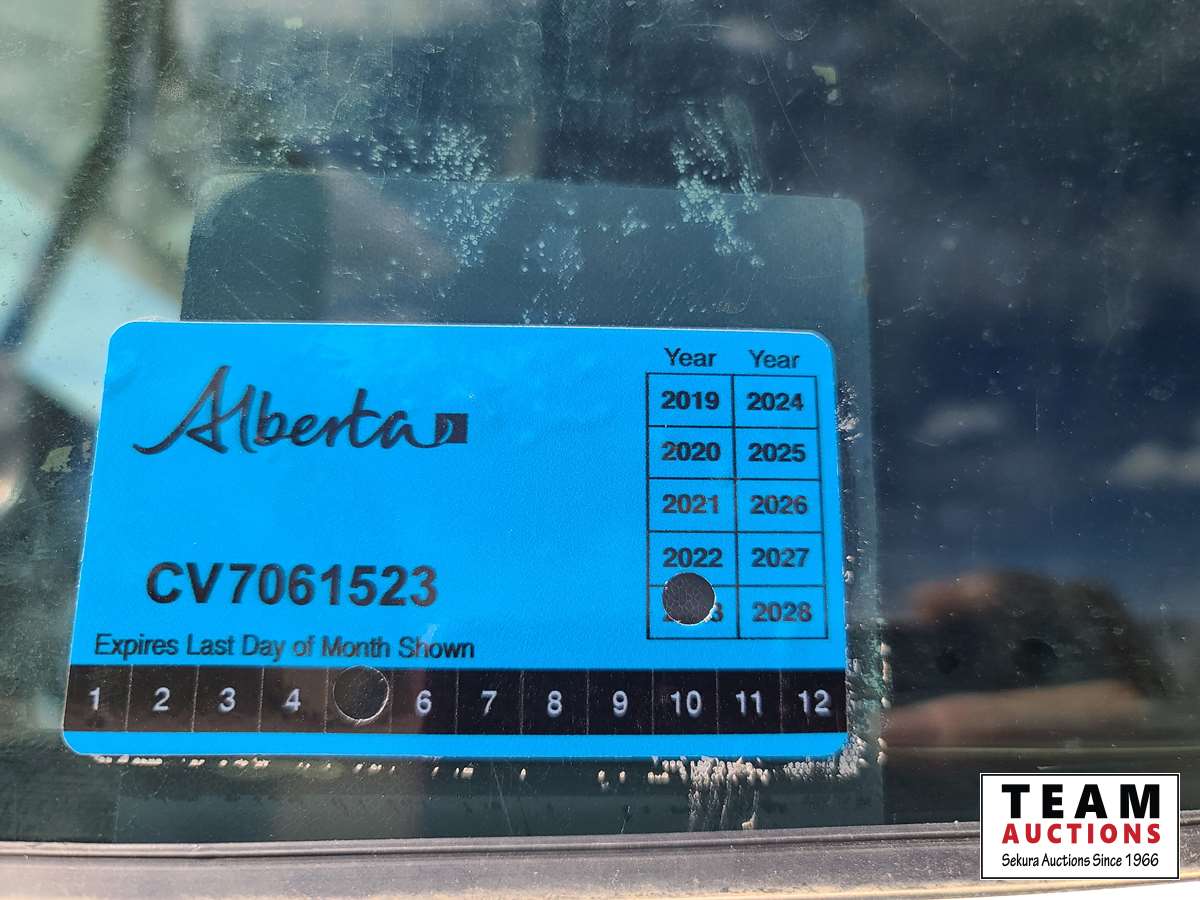 Alberta
Year Year
2019 2024
2020 2025
2021 2026
2022 2027
2028
CV7061523
Expires Last Day of Month Shown
1 2 3 4 6 7 8 9 10 11 12
TEAM
AUCTIONS
Sekura Auctions Since 1966